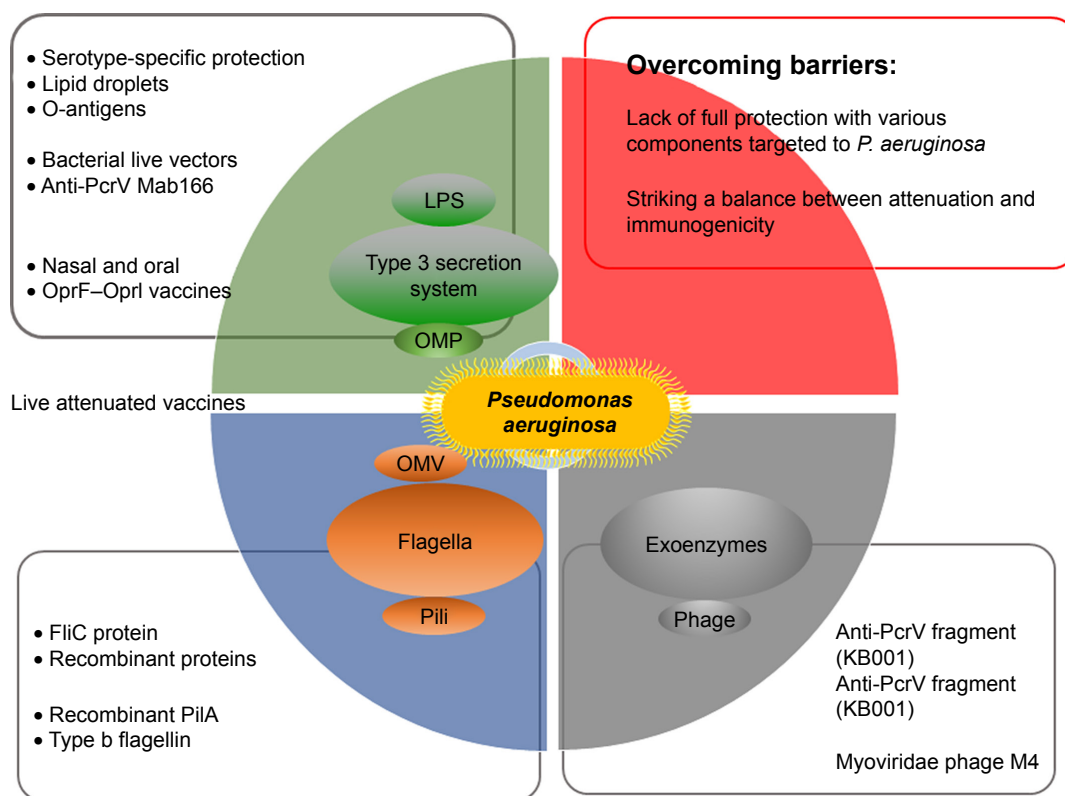 • Serotype-specific protection
• Lipid droplets
• O-antigens
• Bacterial live vectors
• Anti-PcrV Mab166
• Nasal and oral
• OprF–OprI vaccines
LPS
Type 3 secretion
system
OMP
Overcoming barriers:
Lack of full protection with various
components targeted to P. aeruginosa
Striking a balance between attenuation and
immunogenicity
Live attenuated vaccines
Pseudomonas
aeruginosa
OMV
Flagella
Pili
• FliC protein
• Recombinant proteins
• Recombinant PilA
• Type b flagellin
Exoenzymes
Phage
Anti-PcrV fragment
(KB001)
Anti-PcrV fragment
(KB001)
Myoviridae phage M4